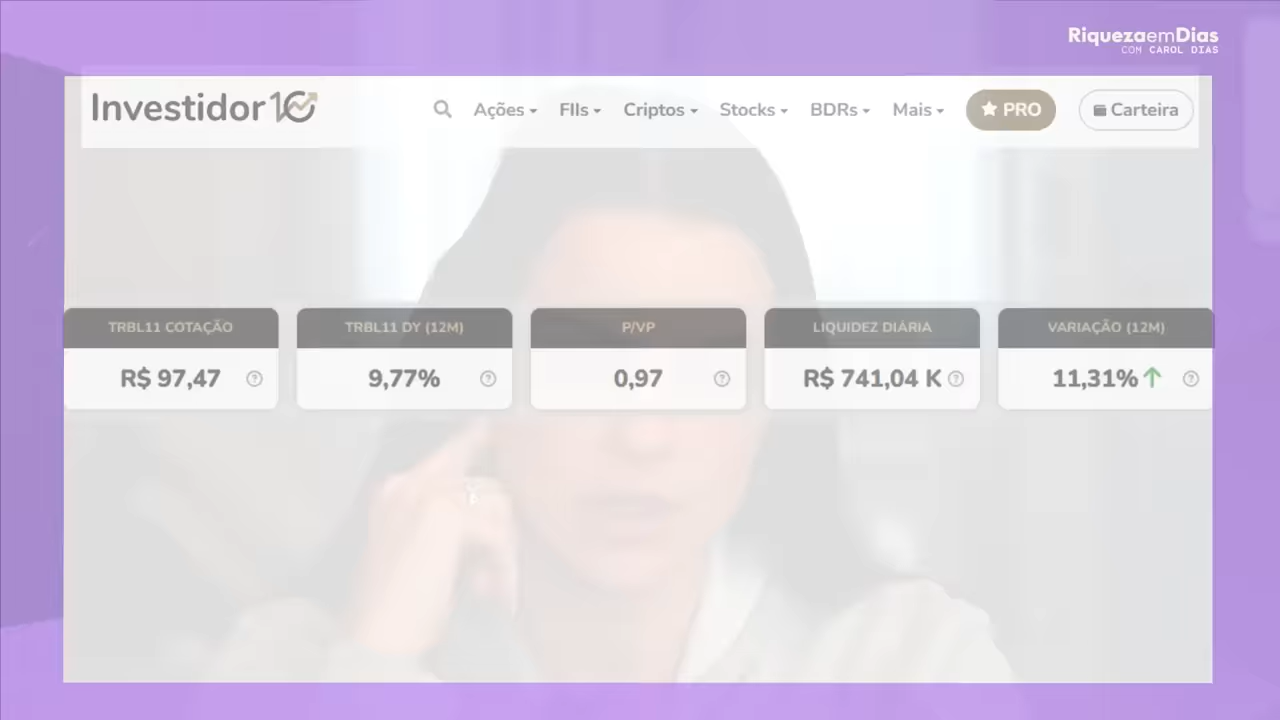 RiquezaemDias
COM CAROL DIAS
Investidor10
Ações
FIIs
Criptos
Stocks
BDRs
Mais
PRO
Carteira
TRBL11 COTAÇÃO
R$ 97,47
TRBL11 DY (12M)
9,77%
P/VP
0,97
LIQUIDEZ DIÁRIA
R$ 741,04 K
VARIAÇÃO (12M)
11,31%